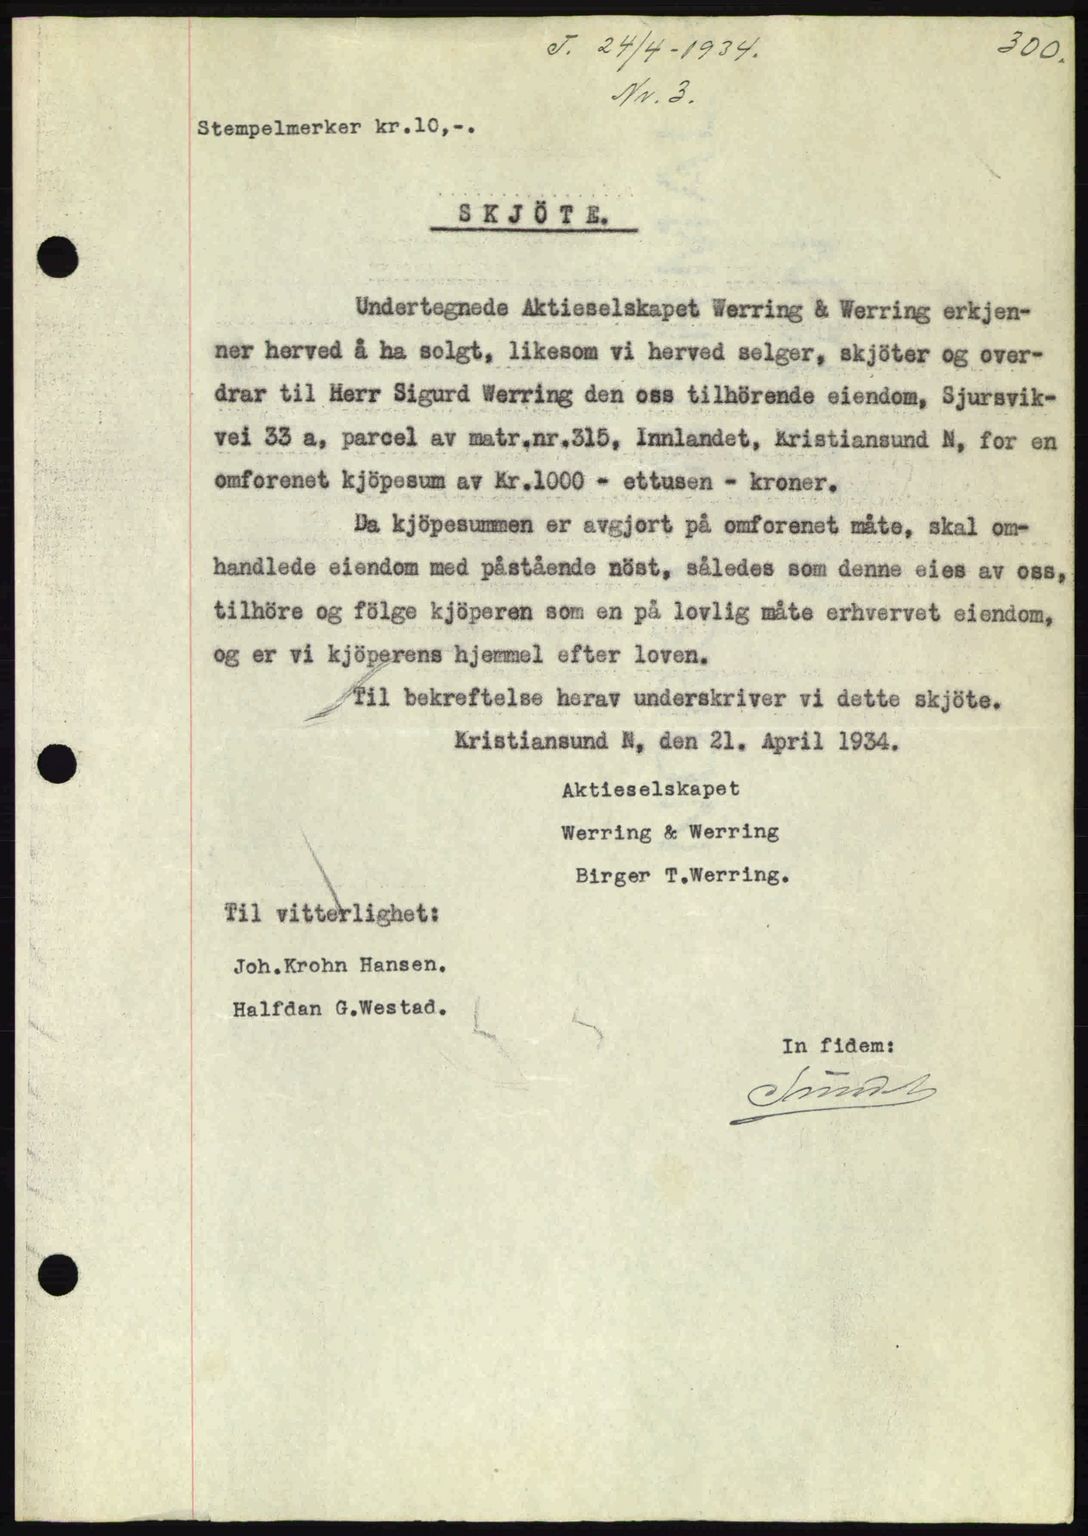 T. 24/4-1934.
300.
Nr. 3.
Stempelmerker kr.10,-.
SKJÖTE.
Undertegnede Aktieselskapet Werring & Werring erkjen-
ner herved å ha solgt, likesom vi herved selger, skjöter og over-
drar til Herr Sigurd Werring den oss tilhörende eiendom, Sjursvik-
vei 33 a, parcel av matr.nr.315, Innlandet, Kristiansund N, for en
omforenet kjöpesum av Kr.1000 - ettusen - kroner.
Da kjöpesummen er avgjort på omforenet måte, skal om-
handlede eiendom med påstående nöst, således som denne eies av oss,
tilhöre og fölge kjöperen som en på lovlig måte erhvervet eiendom,
og er vi kjöperens hjemmel efter loven.
Til bekreftelse herav underskriver vi dette skjöte.
Kristiansund N, den 21. April 1934.
Aktieselskapet
Werring & Werring
Birger T.Werring.
Til vitterlighet:
Joh.Krohn Hansen.
Halfdan G.Westad.
In fidem:
Sundt